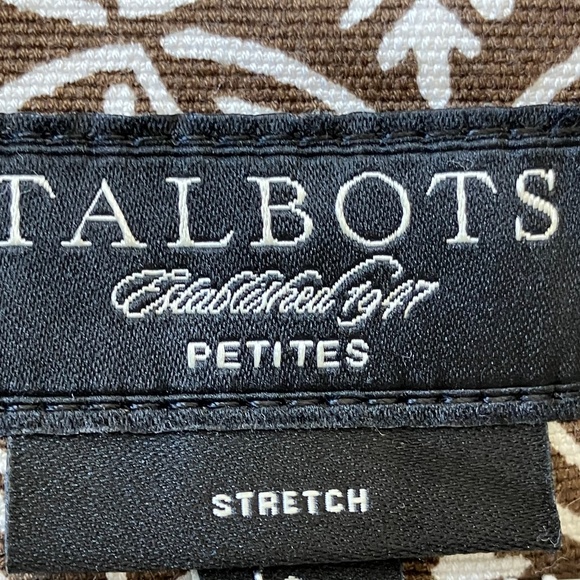 TALBOTS
Established 1947
PETITES
STRETCH